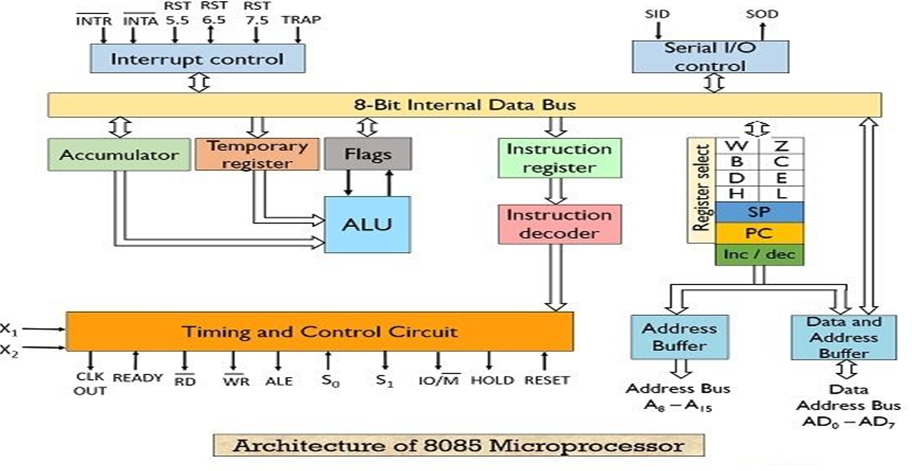 INTR INTA RST 5.5 RST 6.5 RST 7.5 TRAP
SID SOD
Interrupt control
Serial I/O
control
8-Bit Internal Data Bus
Accumulator
Temporary
register
Flags
ALU
Instruction
register
Instruction
decoder
Register select
W Z
B C
D E
H L
SP
PC
Inc / dec
X₁
X₂
Timing and Control Circuit
CLK OUT READY R̅D̅ W̅R̅ ALE S₀ S₁ IO/M̅ HOLD RESET
Address
Buffer
Data and
Address
Buffer
Address Bus
A₈ – A₁₅
Data
Address Bus
AD₀ – AD₇
Architecture of 8085 Microprocessor